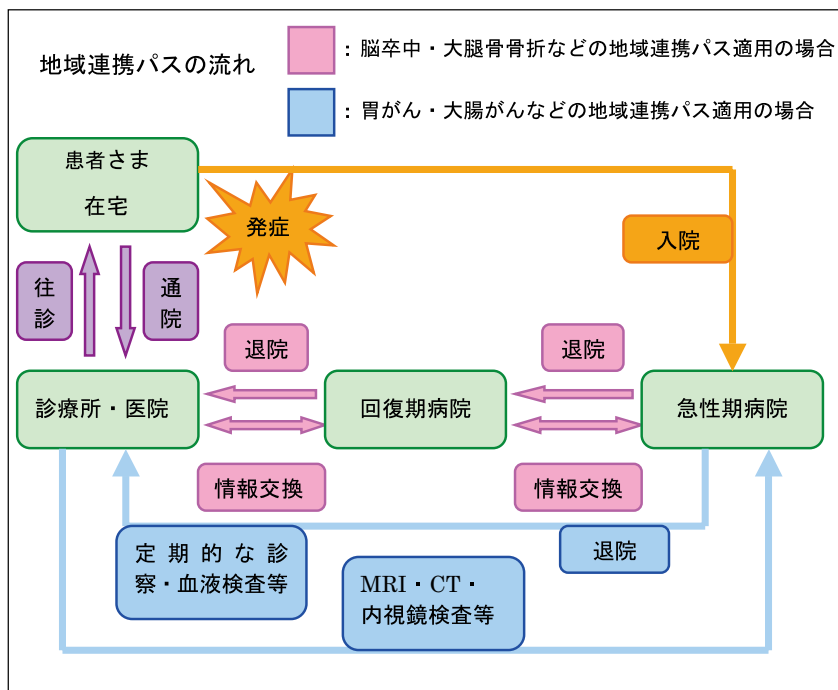 地域連携パスの流れ
：脳卒中・大腿骨骨折などの地域連携パス適用の場合
：胃がん・大腸がんなどの地域連携パス適用の場合
患者さま
在宅
発症
入院
往診
通院
退院
退院
診療所・医院
回復期病院
急性期病院
情報交換
情報交換
定期的な診
察・血液検査等
退院
MRI・CT・
内視鏡検査等